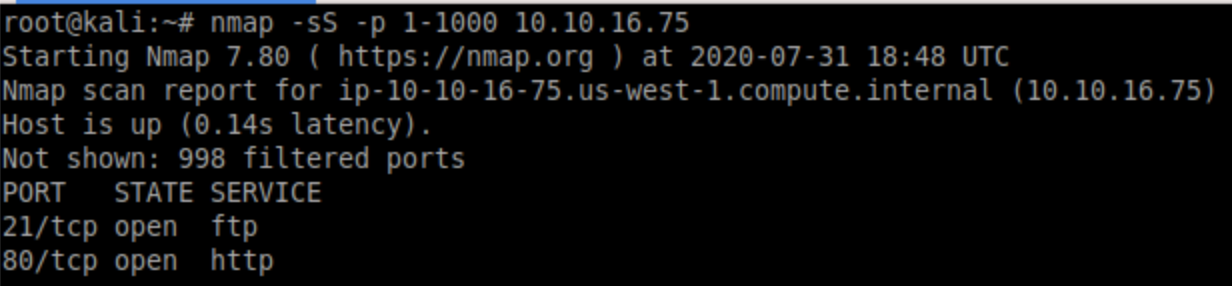 root@kali:~# nmap -sS -p 1-1000 10.10.16.75
Starting Nmap 7.80 ( https://nmap.org ) at 2020-07-31 18:48 UTC
Nmap scan report for ip-10-10-16-75.us-west-1.compute.internal (10.10.16.75)
Host is up (0.14s latency).
Not shown: 998 filtered ports
PORT   STATE SERVICE
21/tcp open  ftp
80/tcp open  http